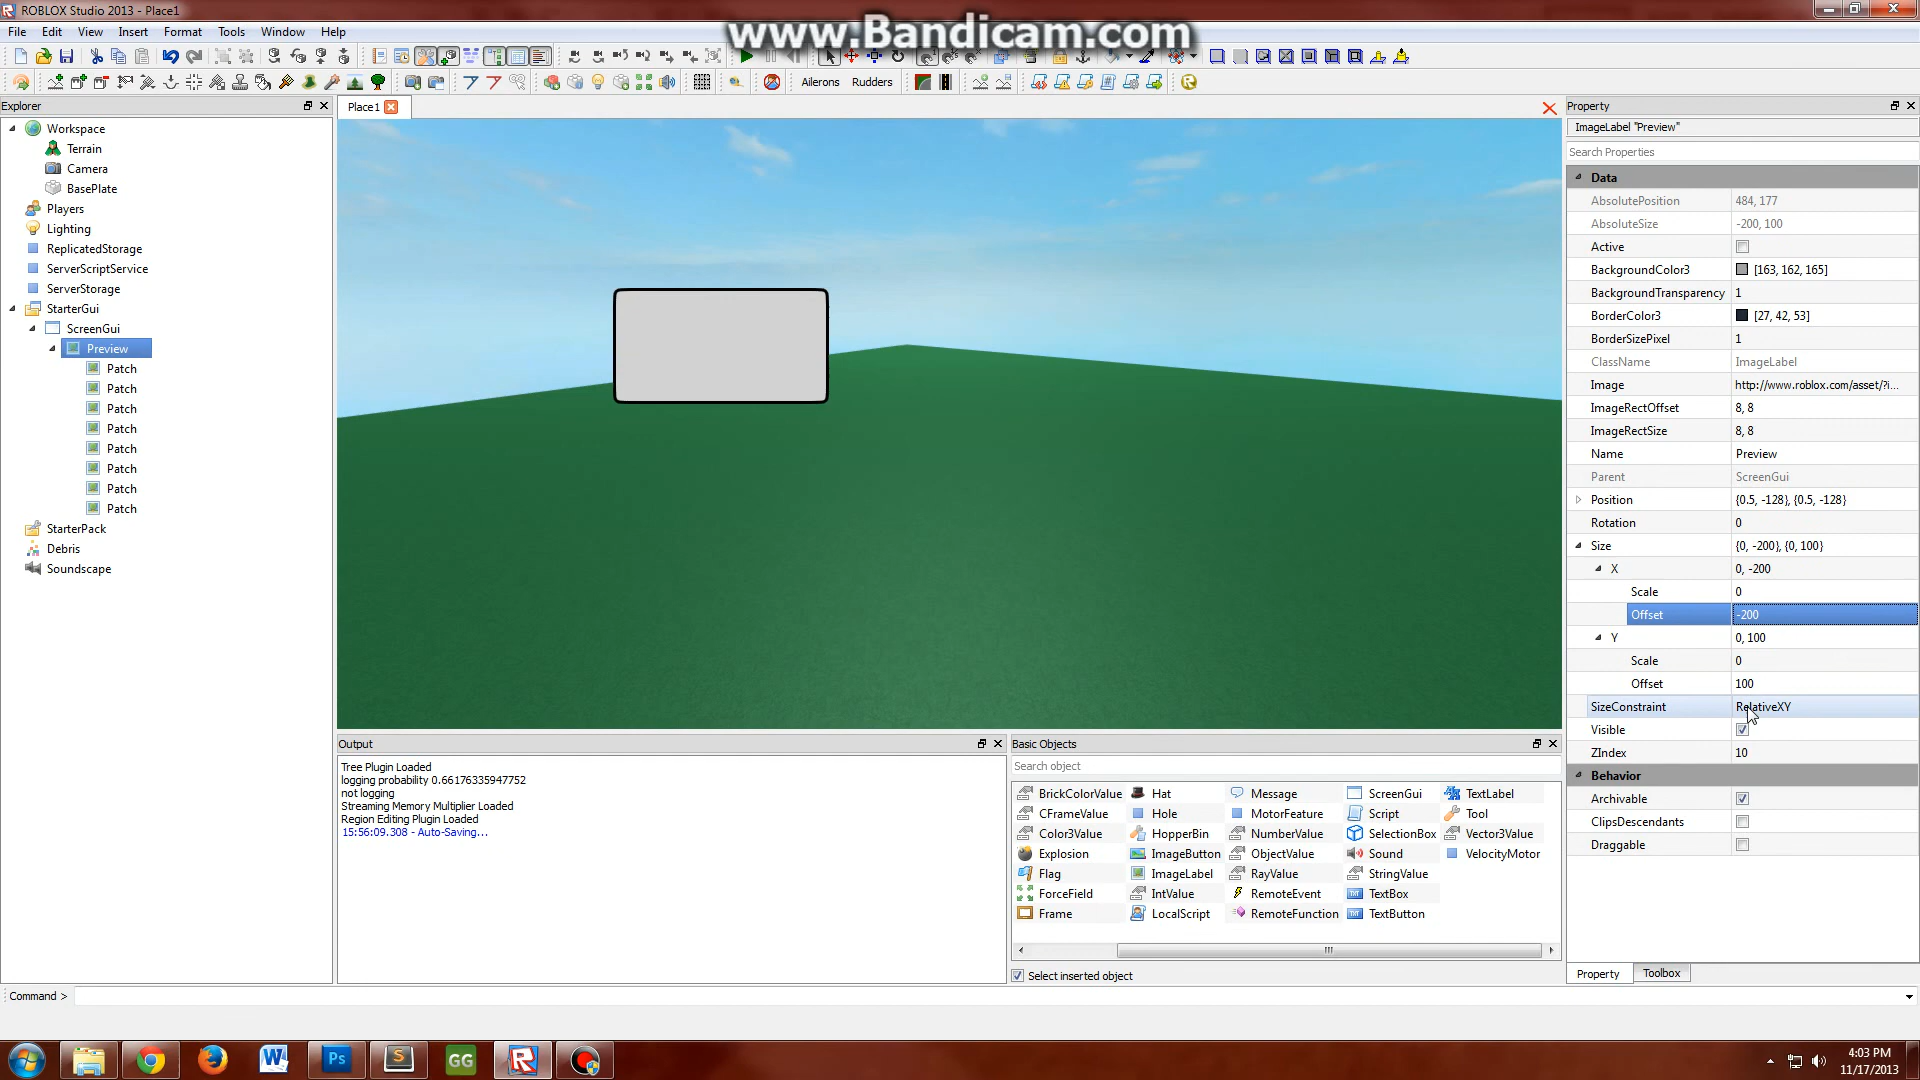 ROBLOX Studio 2013 - Place1
www.Bandicam.com
File Edit View Insert Format Tools Window Help
Ailerons Rudders
Explorer
Workspace
Terrain
Camera
BasePlate
Players
Lighting
ReplicatedStorage
ServerScriptService
ServerStorage
StarterGui
ScreenGui
Preview
Patch
Patch
Patch
Patch
Patch
Patch
Patch
Patch
StarterPack
Debris
Soundscape
Place1
Property
ImageLabel "Preview"
Search Properties
Data
AbsolutePosition 484, 177
AbsoluteSize -200, 100
Active
BackgroundColor3 [163, 162, 165]
BackgroundTransparency 1
BorderColor3 [27, 42, 53]
BorderSizePixel 1
ClassName ImageLabel
Image http://www.roblox.com/asset/?i...
ImageRectOffset 8, 8
ImageRectSize 8, 8
Name Preview
Parent ScreenGui
Position {0.5, -128}, {0.5, -128}
Rotation 0
Size {0, -200}, {0, 100}
X 0, -200
Scale 0
Offset -200
Y 0, 100
Scale 0
Offset 100
SizeConstraint RelativeXY
Visible
ZIndex 10
Behavior
Archivable
ClipsDescendants
Draggable
Property Toolbox
Output
Tree Plugin Loaded
logging probability 0.66176335947752
not logging
Streaming Memory Multiplier Loaded
Region Editing Plugin Loaded
15:56:09.308 - Auto-Saving...
Basic Objects
Search object
BrickColorValue Hat Message ScreenGui TextLabel
CFrameValue Hole MotorFeature Script Tool
Color3Value HopperBin NumberValue SelectionBox Vector3Value
Explosion ImageButton ObjectValue Sound VelocityMotor
Flag ImageLabel RayValue StringValue
ForceField IntValue RemoteEvent TextBox
Frame LocalScript RemoteFunction TextButton
Select inserted object
Command >
Ps S GG
4:03 PM
11/17/2013